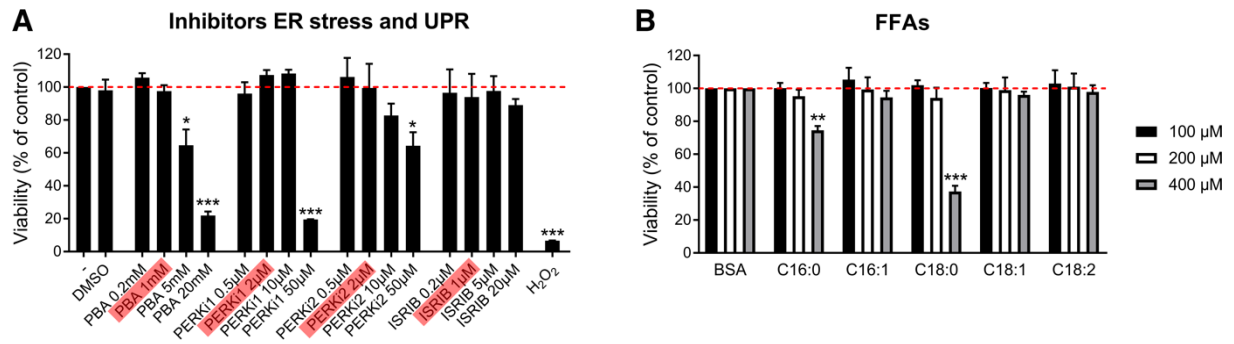 A
Inhibitors ER stress and UPR
Viability (% of control)
120
100
80
60
40
20
0
*
***
***
*
***
-
DMSO
PBA 0.2mM
PBA 1mM
PBA 5mM
PBA 20mM
PERKi1 0.5µM
PERKi1 2µM
PERKi1 10µM
PERKi1 50µM
PERKi2 0.5µM
PERKi2 2µM
PERKi2 10µM
PERKi2 50µM
ISRIB 0.2µM
ISRIB 1µM
ISRIB 5µM
ISRIB 20µM
H₂O₂
B
FFAs
Viability (% of control)
120
100
80
60
40
20
0
**
***
BSA
C16:0
C16:1
C18:0
C18:1
C18:2
100 µM
200 µM
400 µM